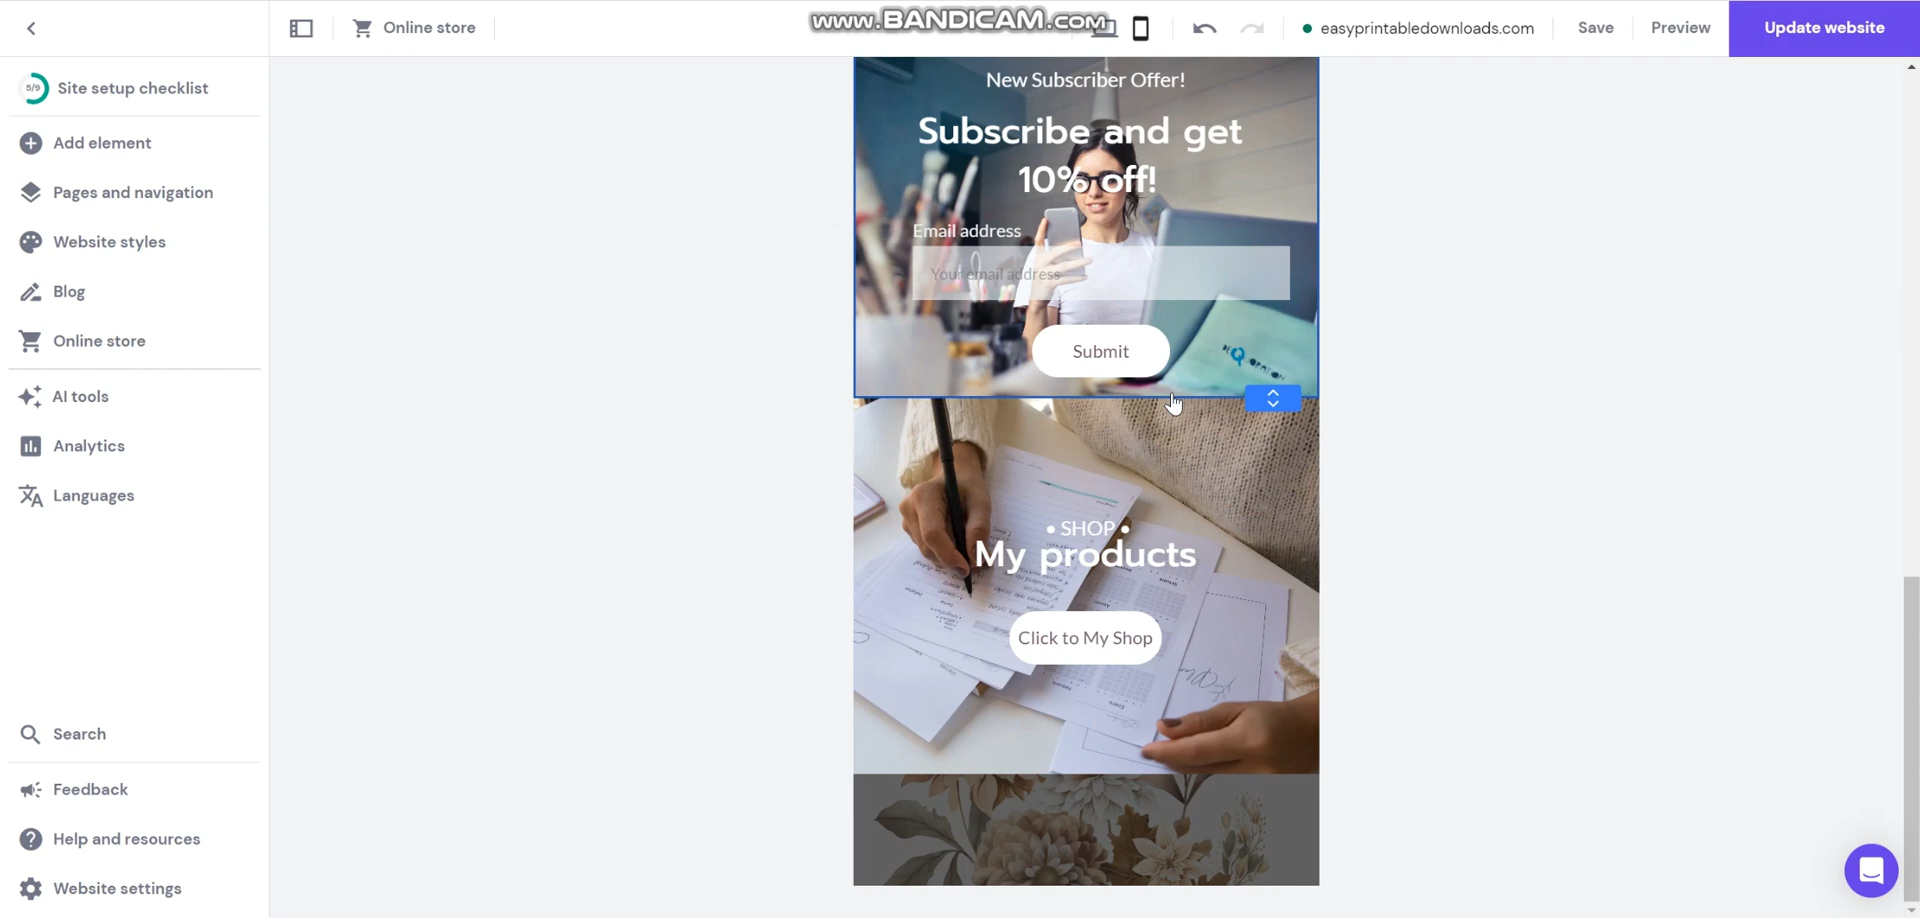 Online store
www.BANDICAM.com
easyprintabledownloads.com
Save
Preview
Update website
5/9
Site setup checklist
Add element
Pages and navigation
Website styles
Blog
Online store
AI tools
Analytics
Languages
Search
Feedback
Help and resources
Website settings
New Subscriber Offer!
Subscribe and get
10% off!
Email address
Your email address
Submit
• SHOP •
My products
Click to My Shop